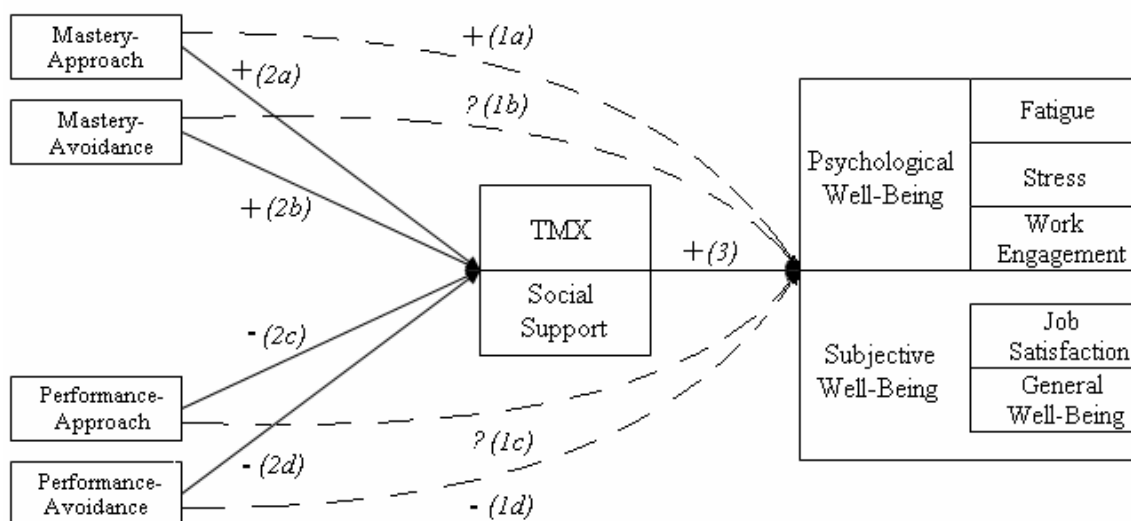 Mastery-
Approach
Mastery-
Avoidance
Performance-
Approach
Performance-
Avoidance
+ (1a)
+ (2a)
? (1b)
+ (2b)
- (2c)
- (2d)
? (1c)
- (1d)
TMX
Social
Support
+ (3)
Psychological
Well-Being
Fatigue
Stress
Work
Engagement
Subjective
Well-Being
Job
Satisfaction
General
Well-Being